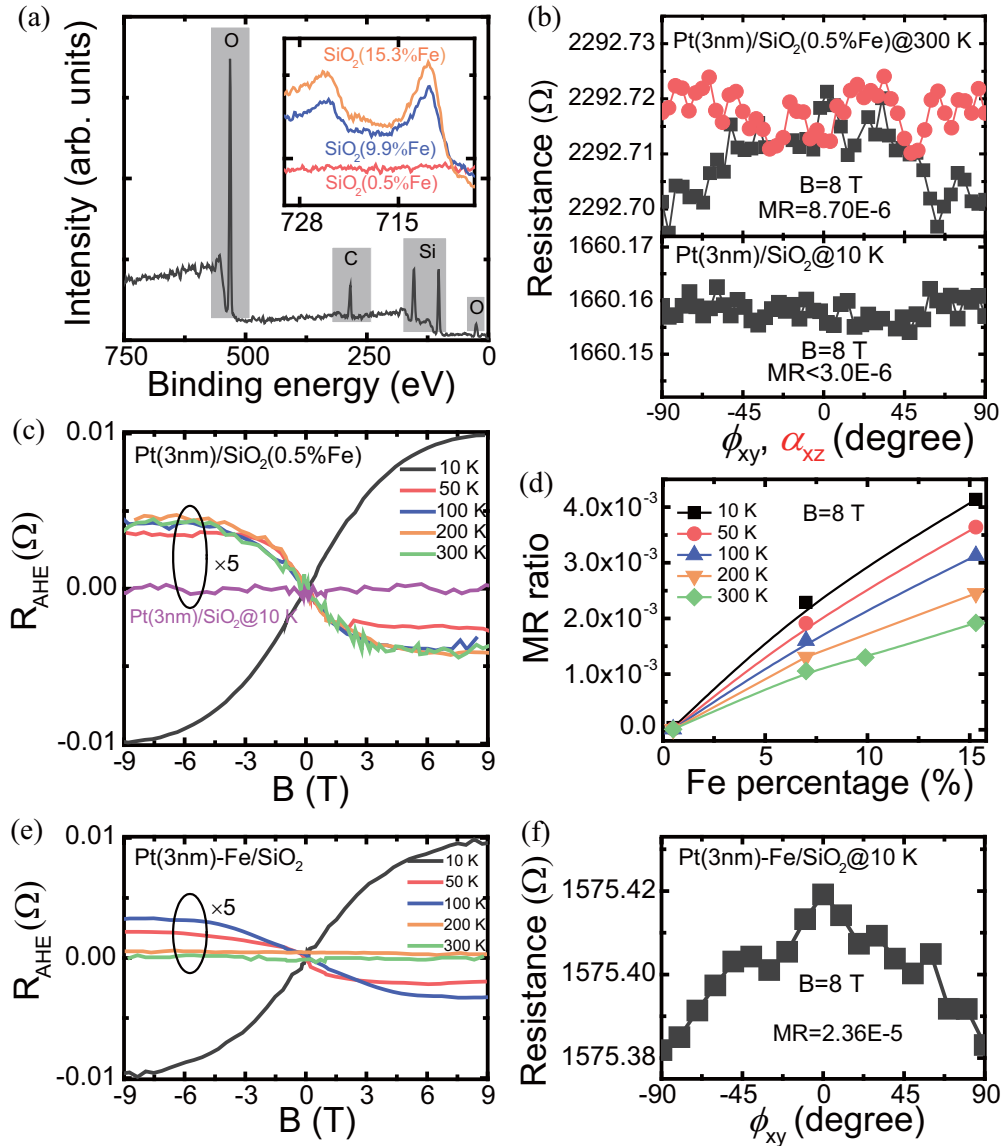 (a)
Intensity (arb. units)
O
C
Si
O
SiO2(15.3%Fe)
SiO2(9.9%Fe)
SiO2(0.5%Fe)
728 715
750 500 250 0
Binding energy (eV)
(b)
Resistance (Ω)
2292.73
2292.72
2292.71
2292.70
Pt(3nm)/SiO2(0.5%Fe)@300 K
B=8 T
MR=8.70E-6
1660.17
1660.16
1660.15
Pt(3nm)/SiO2@10 K
B=8 T
MR<3.0E-6
-90 -45 0 45 90
ϕxy, αxz (degree)
(c)
RAHE (Ω)
0.01
0.00
-0.01
Pt(3nm)/SiO2(0.5%Fe)
10 K
50 K
100 K
200 K
300 K
×5
Pt(3nm)/SiO2@10 K
-9 -6 -3 0 3 6 9
B (T)
(d)
MR ratio
4.0x10-3
3.0x10-3
2.0x10-3
1.0x10-3
0.0
10 K
50 K
100 K
200 K
300 K
B=8 T
0 5 10 15
Fe percentage (%)
(e)
RAHE (Ω)
0.01
0.00
-0.01
Pt(3nm)-Fe/SiO2
10 K
50 K
100 K
200 K
300 K
×5
-9 -6 -3 0 3 6 9
B (T)
(f)
Resistance (Ω)
1575.42
1575.40
1575.38
Pt(3nm)-Fe/SiO2@10 K
B=8 T
MR=2.36E-5
-90 -45 0 45 90
ϕxy (degree)